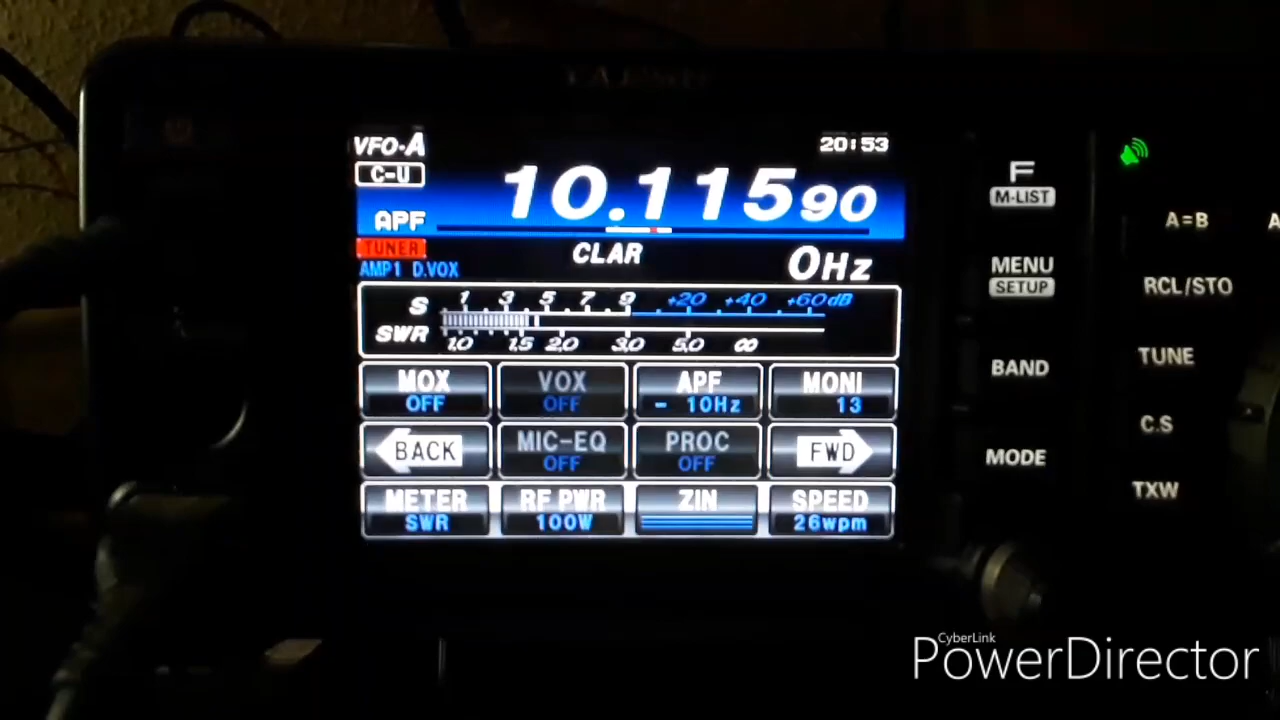 VFO-A 20:53
C-U 10.115 90
APF
TUNER CLAR 0Hz
AMP1 D.VOX
S 1 3 5 7 9 +20 +40 +60dB
SWR 1.0 1.5 2.0 3.0 5.0 ∞
MOX VOX APF MONI
OFF OFF - 10Hz 13
BACK MIC-EQ PROC FWD
OFF OFF
METER RF PWR ZIN SPEED
SWR 100W 26wpm
F
M-LIST
A=B
MENU
SETUP
RCL/STO
BAND
TUNE
MODE
C.S
TXW
CyberLink
PowerDirector